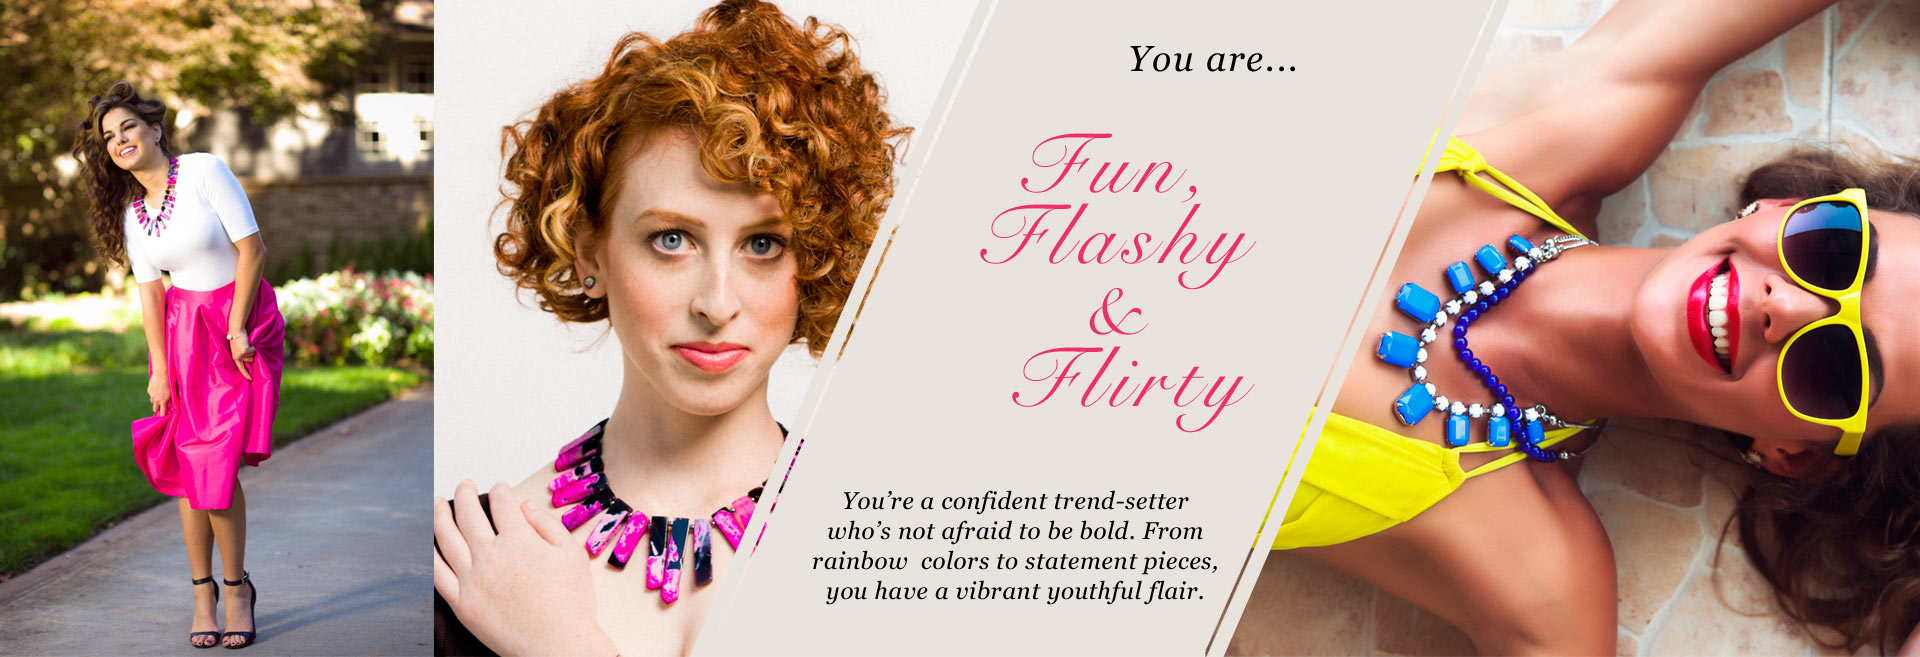 You are...
Fun,
Flashy
&
Flirty
You’re a confident trend-setter
who’s not afraid to be bold. From
rainbow colors to statement pieces,
you have a vibrant youthful flair.